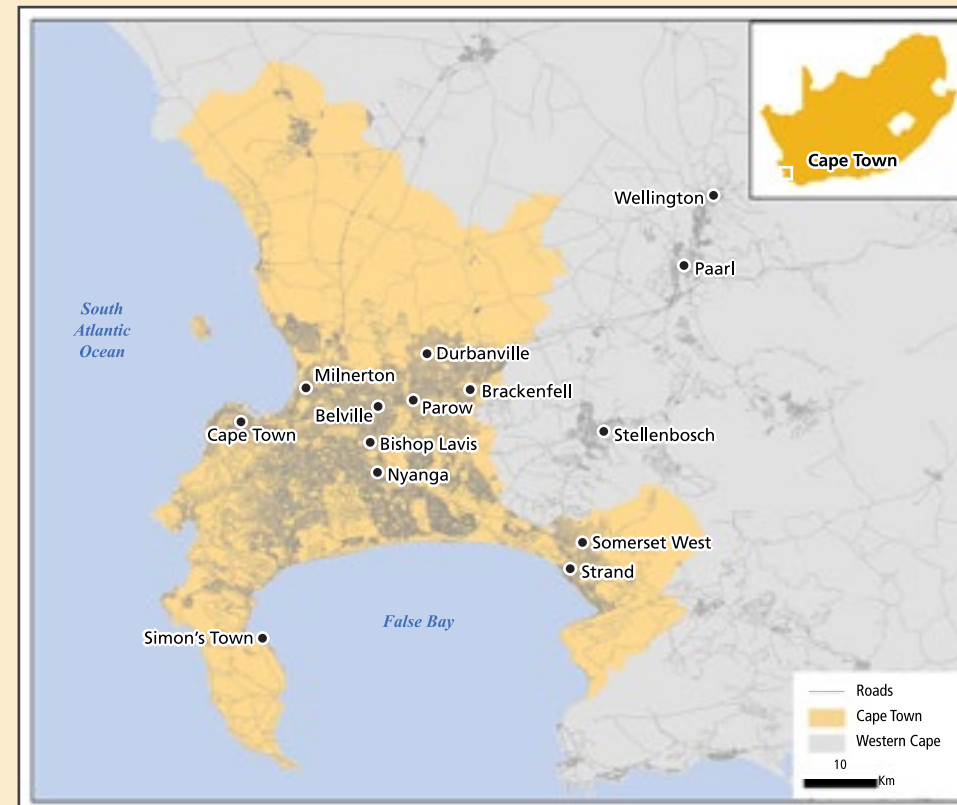 Cape Town
Wellington
Paarl
South
Atlantic
Ocean
Durbanville
Milnerton
Brackenfell
Belville
Parow
Cape Town
Bishop Lavis
Stellenbosch
Nyanga
Somerset West
Strand
False Bay
Simon's Town
Roads
Cape Town
Western Cape
10
Km